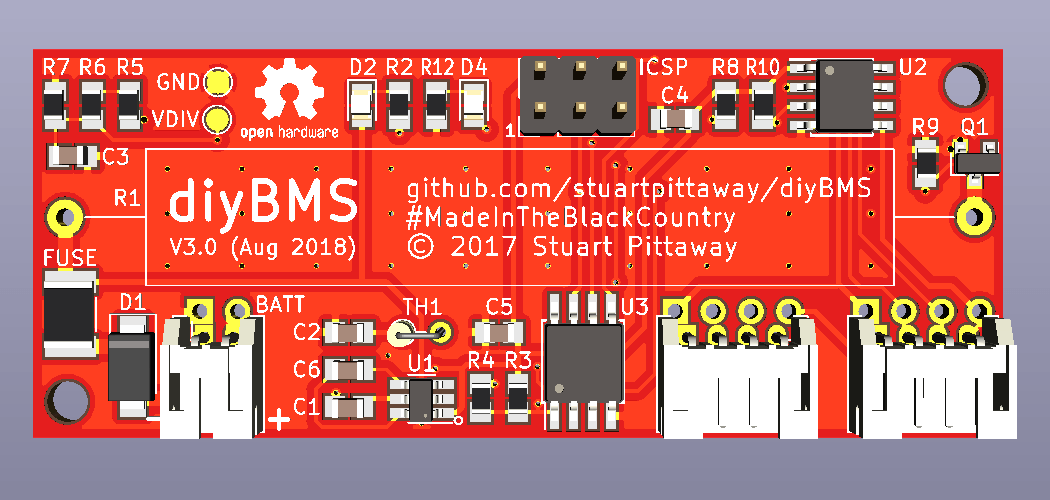 R7 R6 R5
GND
VDIV
open hardware
D2 R2 R12 D4
ICSP
1
C4
R8 R10
U2
R9
Q1
C3
R1
diyBMS
V3.0 (Aug 2018)
github.com/stuartpittaway/diyBMS
#MadeInTheBlackCountry
© 2017 Stuart Pittaway
FUSE
D1
BATT
+
C2
C6
C1
TH1
C5
U1
R4 R3
U3